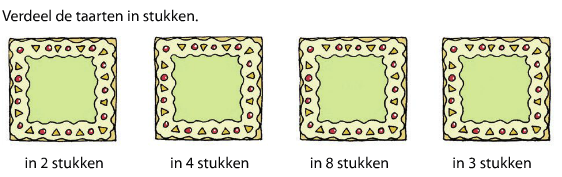 Verdeel de taarten in stukken.
in 2 stukken
in 4 stukken
in 8 stukken
in 3 stukken